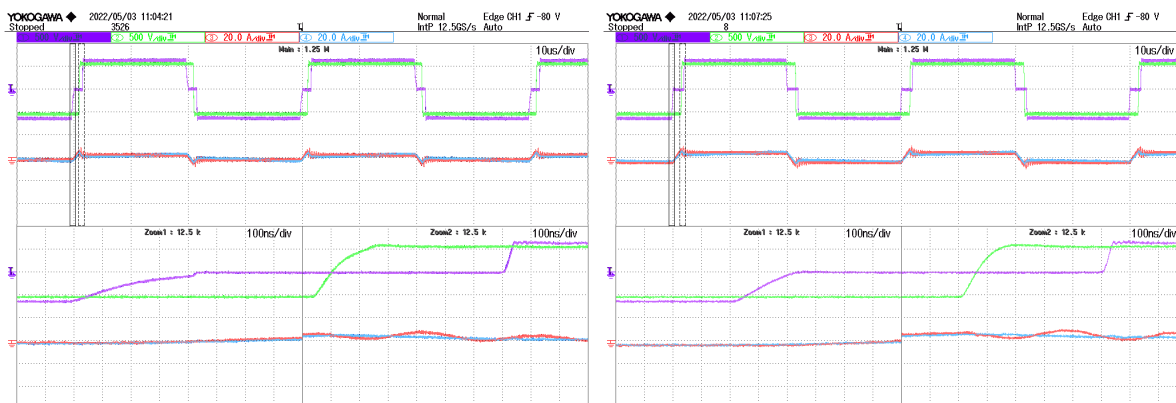 YOKOGAWA ◆ 2022/05/03 11:04:21 Normal Edge CH1 ƒ -80 V
Stopped 3526 IntP 12.5GS/s Auto
500 V/div 20.0 A/div 20.0 A/div
Main : 1.25 M 10us/div
Zoom1 : 12.5 k 100ns/div Zoom2 : 12.5 k 100ns/div
YOKOGAWA ◆ 2022/05/03 11:07:25 Normal Edge CH1 ƒ -80 V
Stopped 8 IntP 12.5GS/s Auto
500 V/div 20.0 A/div 20.0 A/div
Main : 1.25 M 10us/div
Zoom1 : 12.5 k 100ns/div Zoom2 : 12.5 k 100ns/div